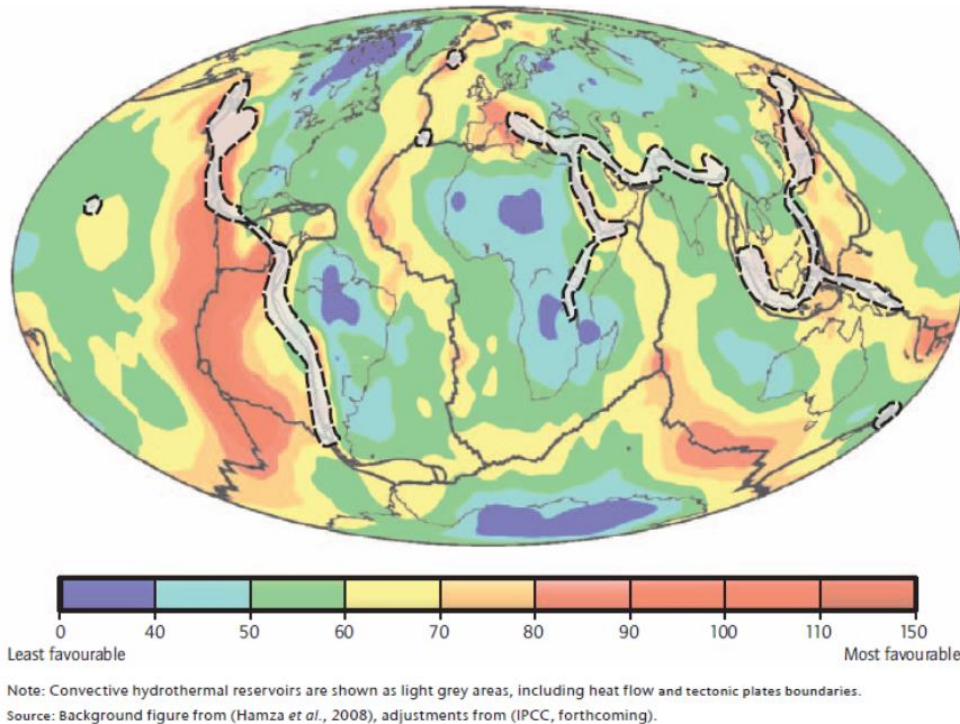 0 40 50 60 70 80 90 100 110 150
Least favourable Most favourable
Note: Convective hydrothermal reservoirs are shown as light grey areas, including heat flow and tectonic plates boundaries.
Source: Background figure from (Hamza et al., 2008), adjustments from (IPCC, forthcoming).